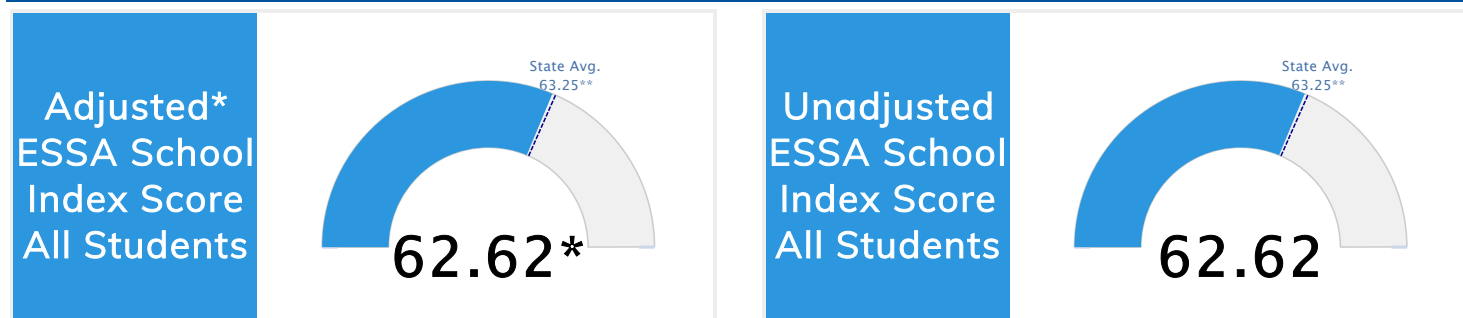 Adjusted*
ESSA School
Index Score
All Students
State Avg.
63.25**
62.62*
Unadjusted
ESSA School
Index Score
All Students
State Avg.
63.25**
62.62